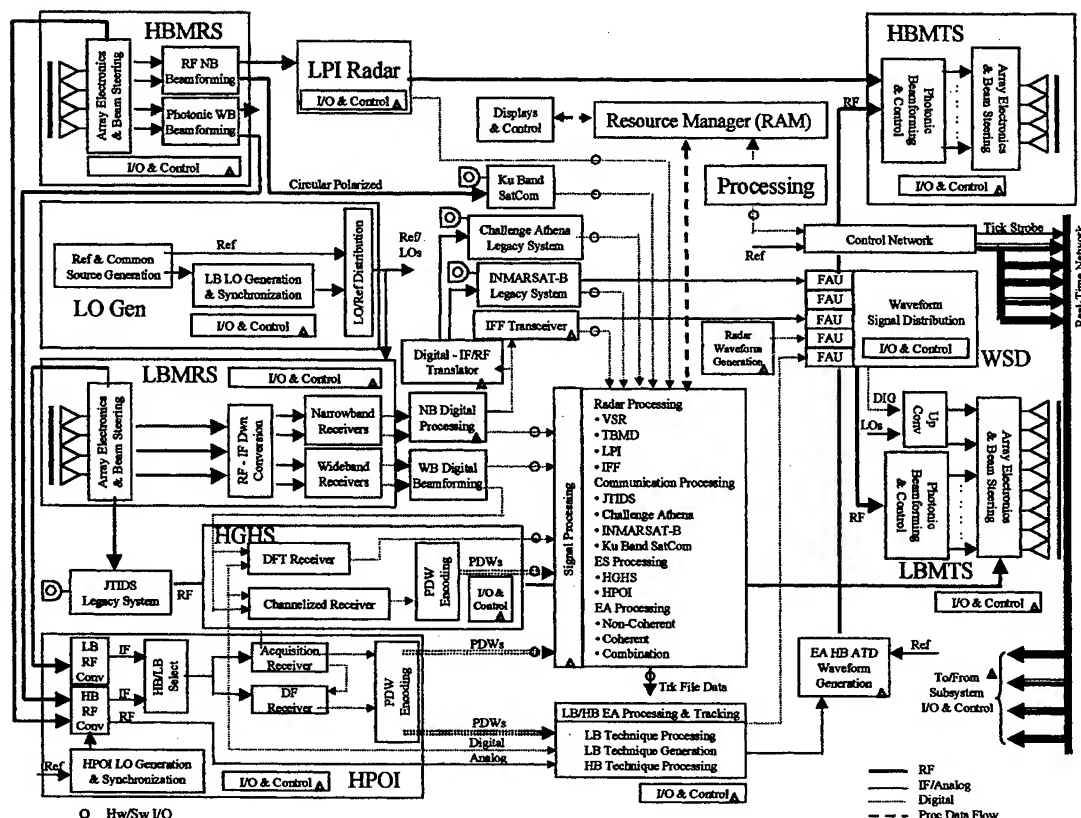 HBMRS
Array Electronics
& Beam Steering
RF NB
Beamforming
Photonic WB
Beamforming
I/O & Control
LPI Radar
I/O & Control
Displays
& Control
Resource Manager (RAM)
HBMTS
RF
Photonic
Beamforming
& Control
Array Electronics
& Beam Steering
I/O & Control
Circular Polarized
Ku Band
SatCom
Processing
Ref
Control Network
Tick Strobe
Real-Time Network
Ref & Common
Source Generation
Ref
LB LO Generation
& Synchronization
LO/Ref Distribution
LO Gen
I/O & Control
Ref/
LOs
Challenge Athena
Legacy System
INMARSAT-B
Legacy System
IFF Transceiver
Digital - IF/RF
Translator
Radar
Waveform
Generation
FAU
FAU
FAU
FAU
FAU
Waveform
Signal Distribution
I/O & Control
WSD
LBMRS
I/O & Control
Array Electronics
& Beam Steering
RF - IF Dwn
Conversion
Narrowband
Receivers
Wideband
Receivers
NB Digital
Processing
WB Digital
Beamforming
Signal Processing
Radar Processing
• VSR
• TBMD
• LPI
• IFF
Communication Processing
• JTIDS
• Challenge Athena
• INMARSAT-B
• Ku Band SatCom
ES Processing
• HGHS
• HPOI
EA Processing
• Non-Coherent
• Coherent
• Combination
DIG
LOs
Up
Conv
RF
Photonic
Beamforming
& Control
Array Electronics
& Beam Steering
LBMTS
I/O & Control
HGHS
DFT Receiver
Channelized Receiver
PDW
Encoding
PDWs
I/O &
Control
JTIDS
Legacy System
RF
LB
RF
Conv
HB
RF
Conv
IF
IF
RF
HB/LB
Select
Acquisition
Receiver
DF
Receiver
PDW Encoding
PDWs
PDWs
Digital
Analog
Ref
HPOI LO Generation
& Synchronization
I/O & Control
HPOI
Trk File Data
LB/HB EA Processing & Tracking
LB Technique Processing
LB Technique Generation
HB Technique Processing
I/O & Control
EA HB ATD
Waveform
Generation
Ref
To/From
Subsystem
I/O & Control
Hw/Sw I/O
RF
IF/Analog
Digital
Proc Data Flow